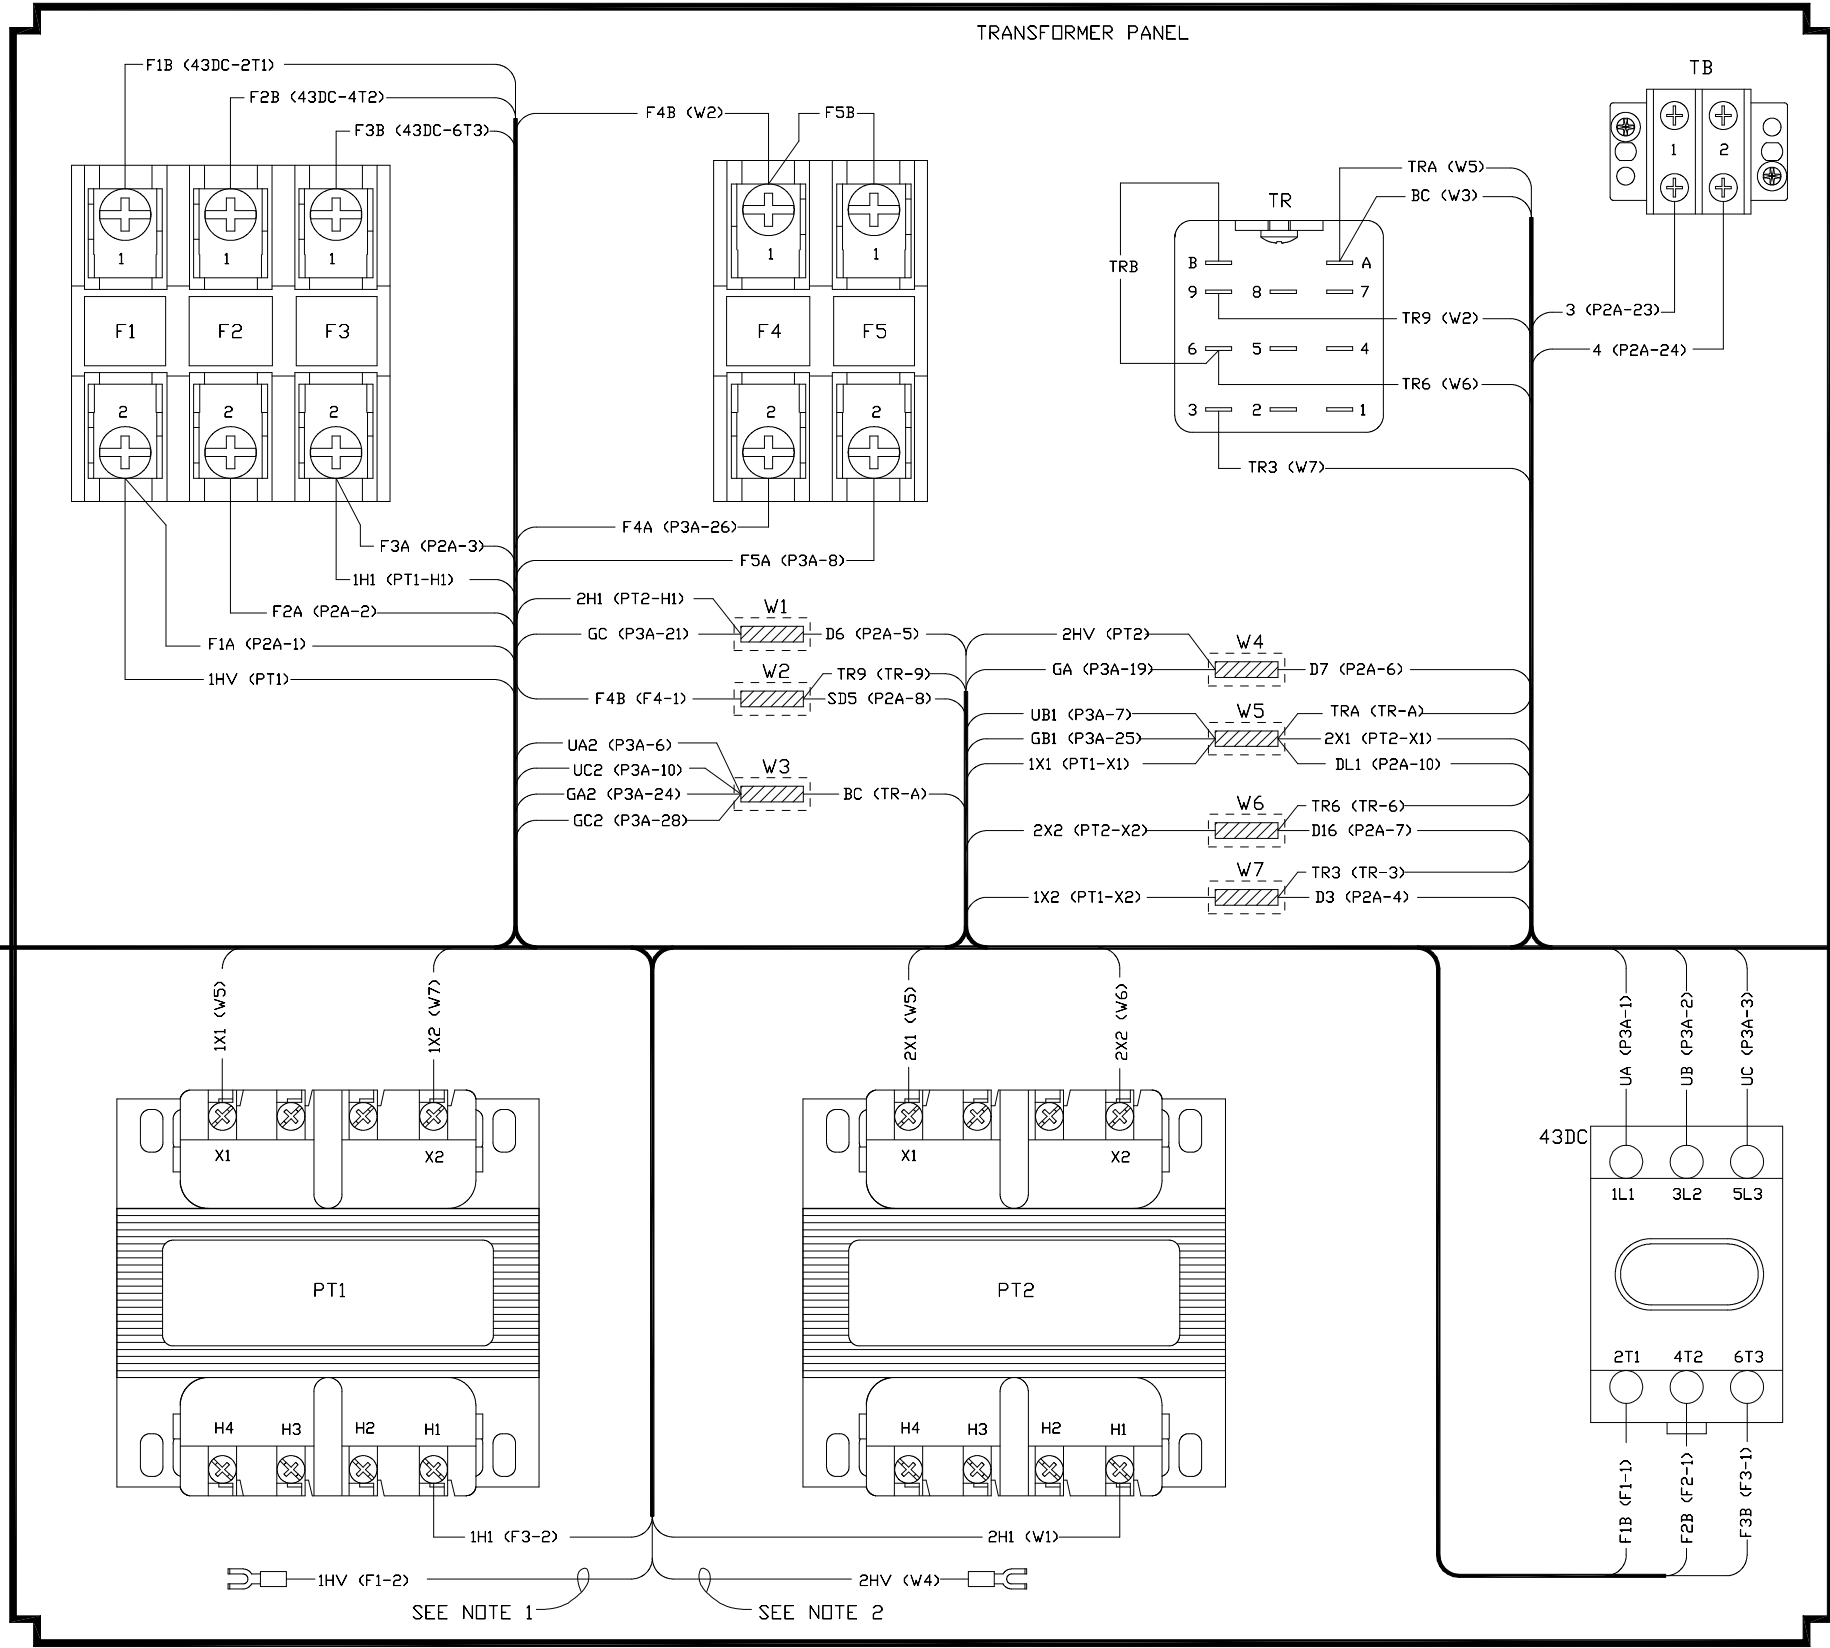 TRANSFORMER PANEL
F1B (43DC-2T1)
F2B (43DC-4T2)
F3B (43DC-6T3)
1 1 1
F1 F2 F3
2 2 2
F3A (P2A-3)
1H1 (PT1-H1)
F2A (P2A-2)
F1A (P2A-1)
1HV (PT1)
F4B (W2) F5B
1 1
F4 F5
2 2
F4A (P3A-26)
F5A (P3A-8)
TRA (W5)
BC (W3)
TR
TRB
B A
9 8 7
TR9 (W2)
6 5 4
TR6 (W6)
3 2 1
TR3 (W7)
TB
1 2
3 (P2A-23)
4 (P2A-24)
2H1 (PT2-H1)
W1
GC (P3A-21) D6 (P2A-5)
W2
TR9 (TR-9)
F4B (F4-1) SD5 (P2A-8)
UA2 (P3A-6)
UC2 (P3A-10)
W3
GA2 (P3A-24) BC (TR-A)
GC2 (P3A-28)
2HV (PT2)
W4
GA (P3A-19) D7 (P2A-6)
W5
UB1 (P3A-7) TRA (TR-A)
GB1 (P3A-25) 2X1 (PT2-X1)
1X1 (PT1-X1) DL1 (P2A-10)
W6
TR6 (TR-6)
2X2 (PT2-X2) D16 (P2A-7)
W7
TR3 (TR-3)
1X2 (PT1-X2) D3 (P2A-4)
1X1 (W5)
1X2 (W7)
X1 X2
PT1
H4 H3 H2 H1
1H1 (F3-2)
1HV (F1-2)
SEE NOTE 1
2X1 (W5)
2X2 (W6)
X1 X2
PT2
H4 H3 H2 H1
2H1 (W1)
2HV (W4)
SEE NOTE 2
UA (P3A-1)
UB (P3A-2)
UC (P3A-3)
43DC
1L1 3L2 5L3
2T1 4T2 6T3
F1B (F1-1)
F2B (F2-1)
F3B (F3-1)